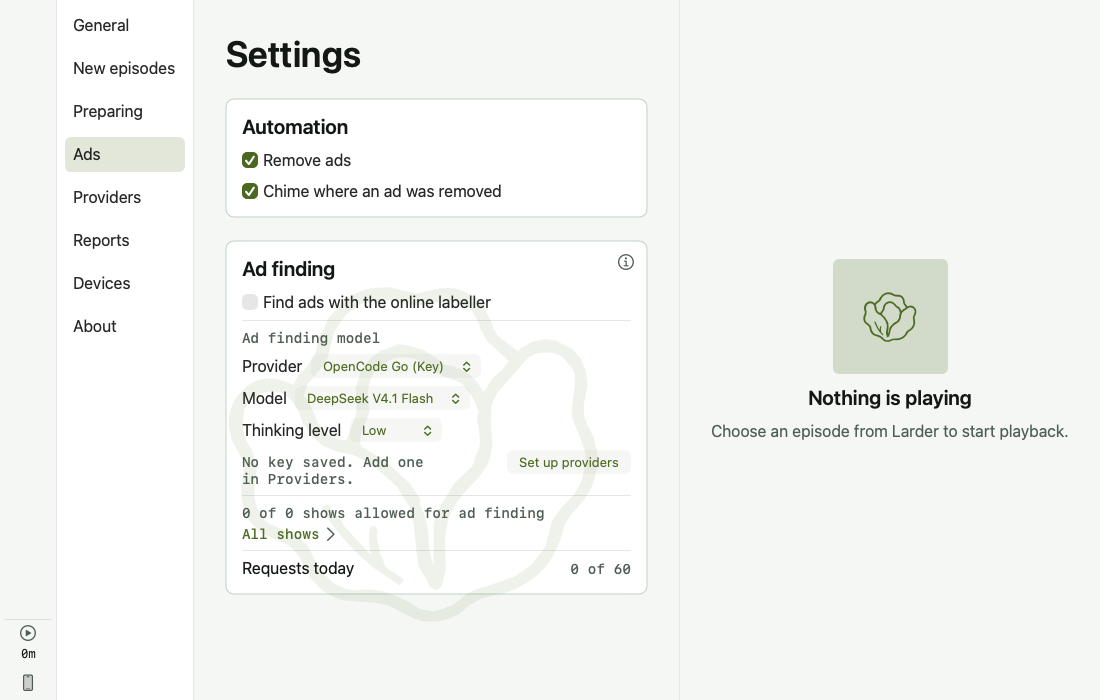 General
New episodes
Preparing
Ads
Providers
Reports
Devices
About
0m
Settings
Automation
Remove ads
Chime where an ad was removed
Ad finding
Find ads with the online labeller
Ad finding model
Provider OpenCode Go (Key)
Model DeepSeek V4.1 Flash
Thinking level Low
No key saved. Add one
in Providers.
Set up providers
0 of 0 shows allowed for ad finding
All shows
Requests today 0 of 60
Nothing is playing
Choose an episode from Larder to start playback.